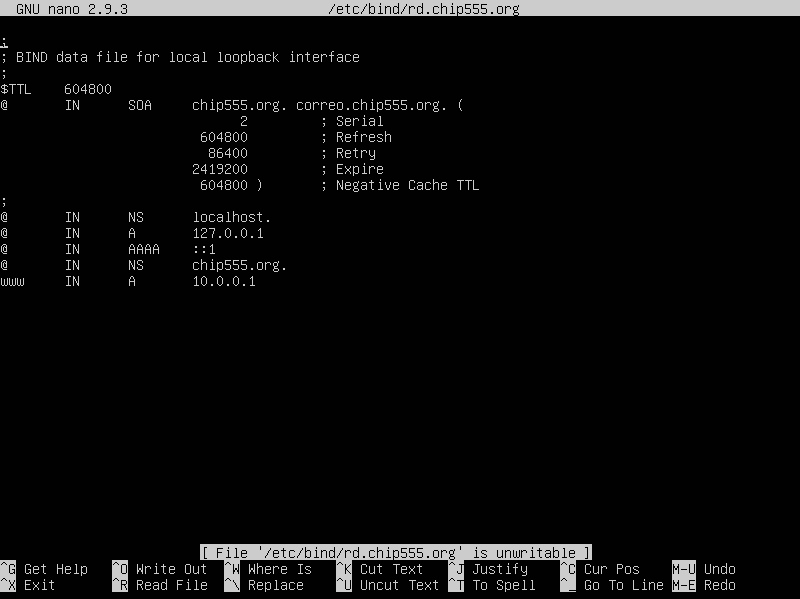 GNU nano 2.9.3 /etc/bind/rd.chip555.org
;
; BIND data file for local loopback interface
;
$TTL 604800
@ IN SOA chip555.org. correo.chip555.org. (
2 ; Serial
604800 ; Refresh
86400 ; Retry
2419200 ; Expire
604800 ) ; Negative Cache TTL
;
@ IN NS localhost.
@ IN A 127.0.0.1
@ IN AAAA ::1
@ IN NS chip555.org.
www IN A 10.0.0.1
[ File '/etc/bind/rd.chip555.org' is unwritable ]
^G Get Help ^O Write Out ^W Where Is ^K Cut Text ^J Justify ^C Cur Pos M-U Undo
^X Exit ^R Read File ^\ Replace ^U Uncut Text ^T To Spell ^_ Go To Line M-E Redo